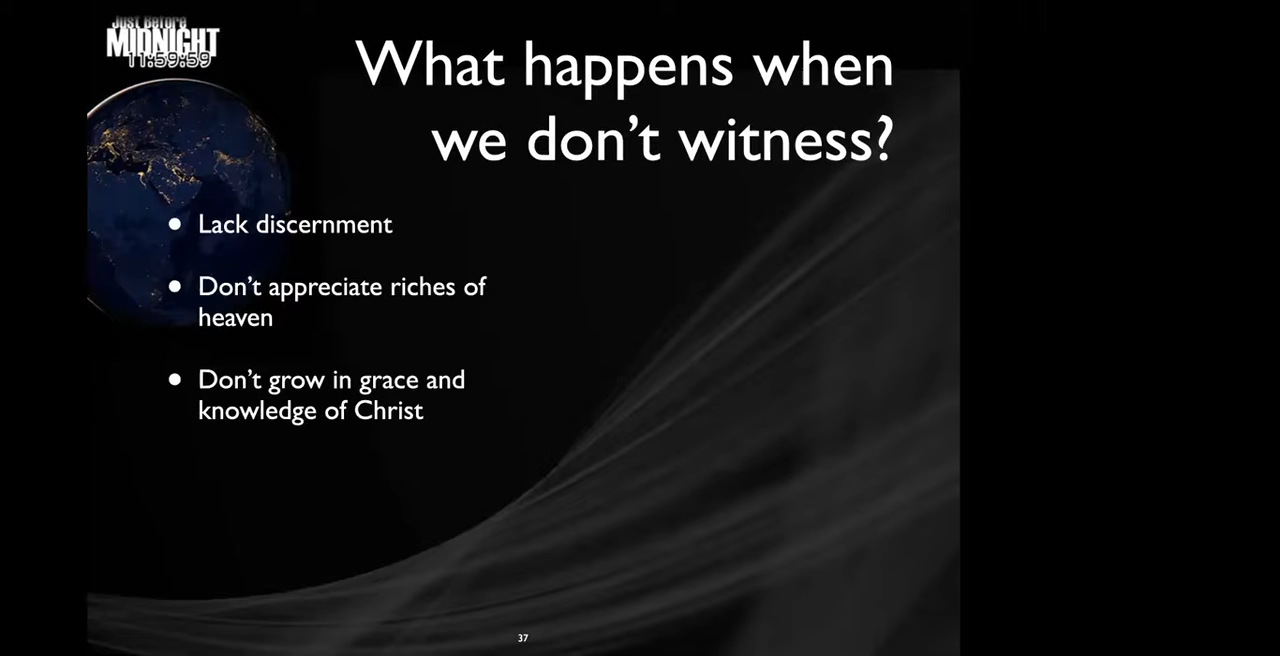 Just Before
MIDNIGHT
11:59:59
What happens when
we don't witness?
• Lack discernment
• Don't appreciate riches of
heaven
• Don't grow in grace and
knowledge of Christ
37